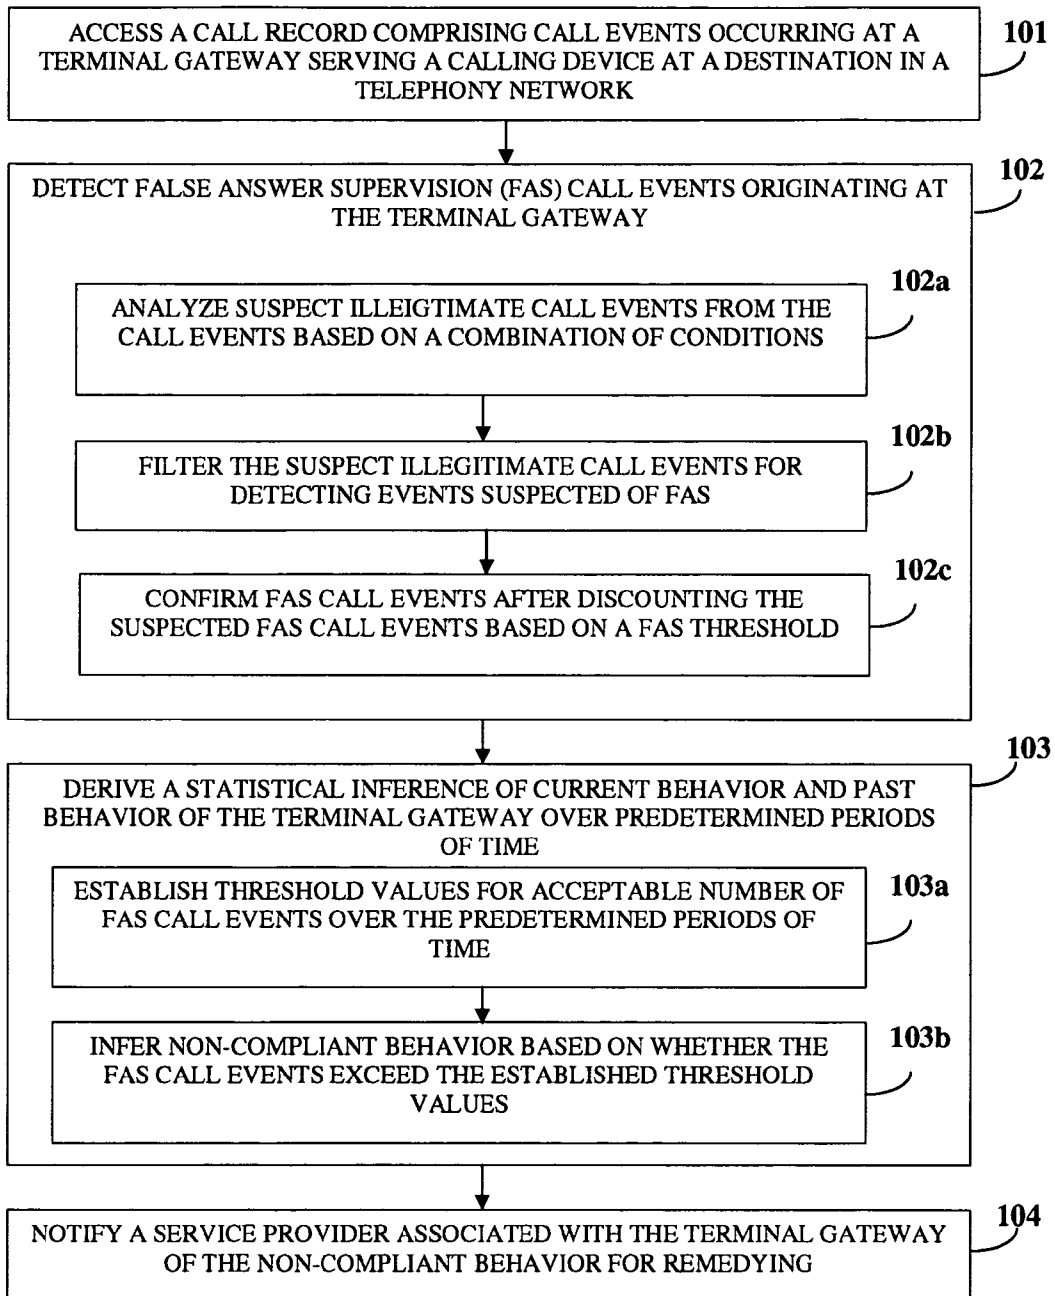 ACCESS A CALL RECORD COMPRISING CALL EVENTS OCCURRING AT A
TERMINAL GATEWAY SERVING A CALLING DEVICE AT A DESTINATION IN A
TELEPHONY NETWORK
101
DETECT FALSE ANSWER SUPERVISION (FAS) CALL EVENTS ORIGINATING AT
THE TERMINAL GATEWAY
102
ANALYZE SUSPECT ILLEIGTIMATE CALL EVENTS FROM THE
CALL EVENTS BASED ON A COMBINATION OF CONDITIONS
102a
FILTER THE SUSPECT ILLEGITIMATE CALL EVENTS FOR
DETECTING EVENTS SUSPECTED OF FAS
102b
CONFIRM FAS CALL EVENTS AFTER DISCOUNTING THE
SUSPECTED FAS CALL EVENTS BASED ON A FAS THRESHOLD
102c
DERIVE A STATISTICAL INFERENCE OF CURRENT BEHAVIOR AND PAST
BEHAVIOR OF THE TERMINAL GATEWAY OVER PREDETERMINED PERIODS
OF TIME
103
ESTABLISH THRESHOLD VALUES FOR ACCEPTABLE NUMBER OF
FAS CALL EVENTS OVER THE PREDETERMINED PERIODS OF
TIME
103a
INFER NON-COMPLIANT BEHAVIOR BASED ON WHETHER THE
FAS CALL EVENTS EXCEED THE ESTABLISHED THRESHOLD
VALUES
103b
NOTIFY A SERVICE PROVIDER ASSOCIATED WITH THE TERMINAL GATEWAY
OF THE NON-COMPLIANT BEHAVIOR FOR REMEDYING
104